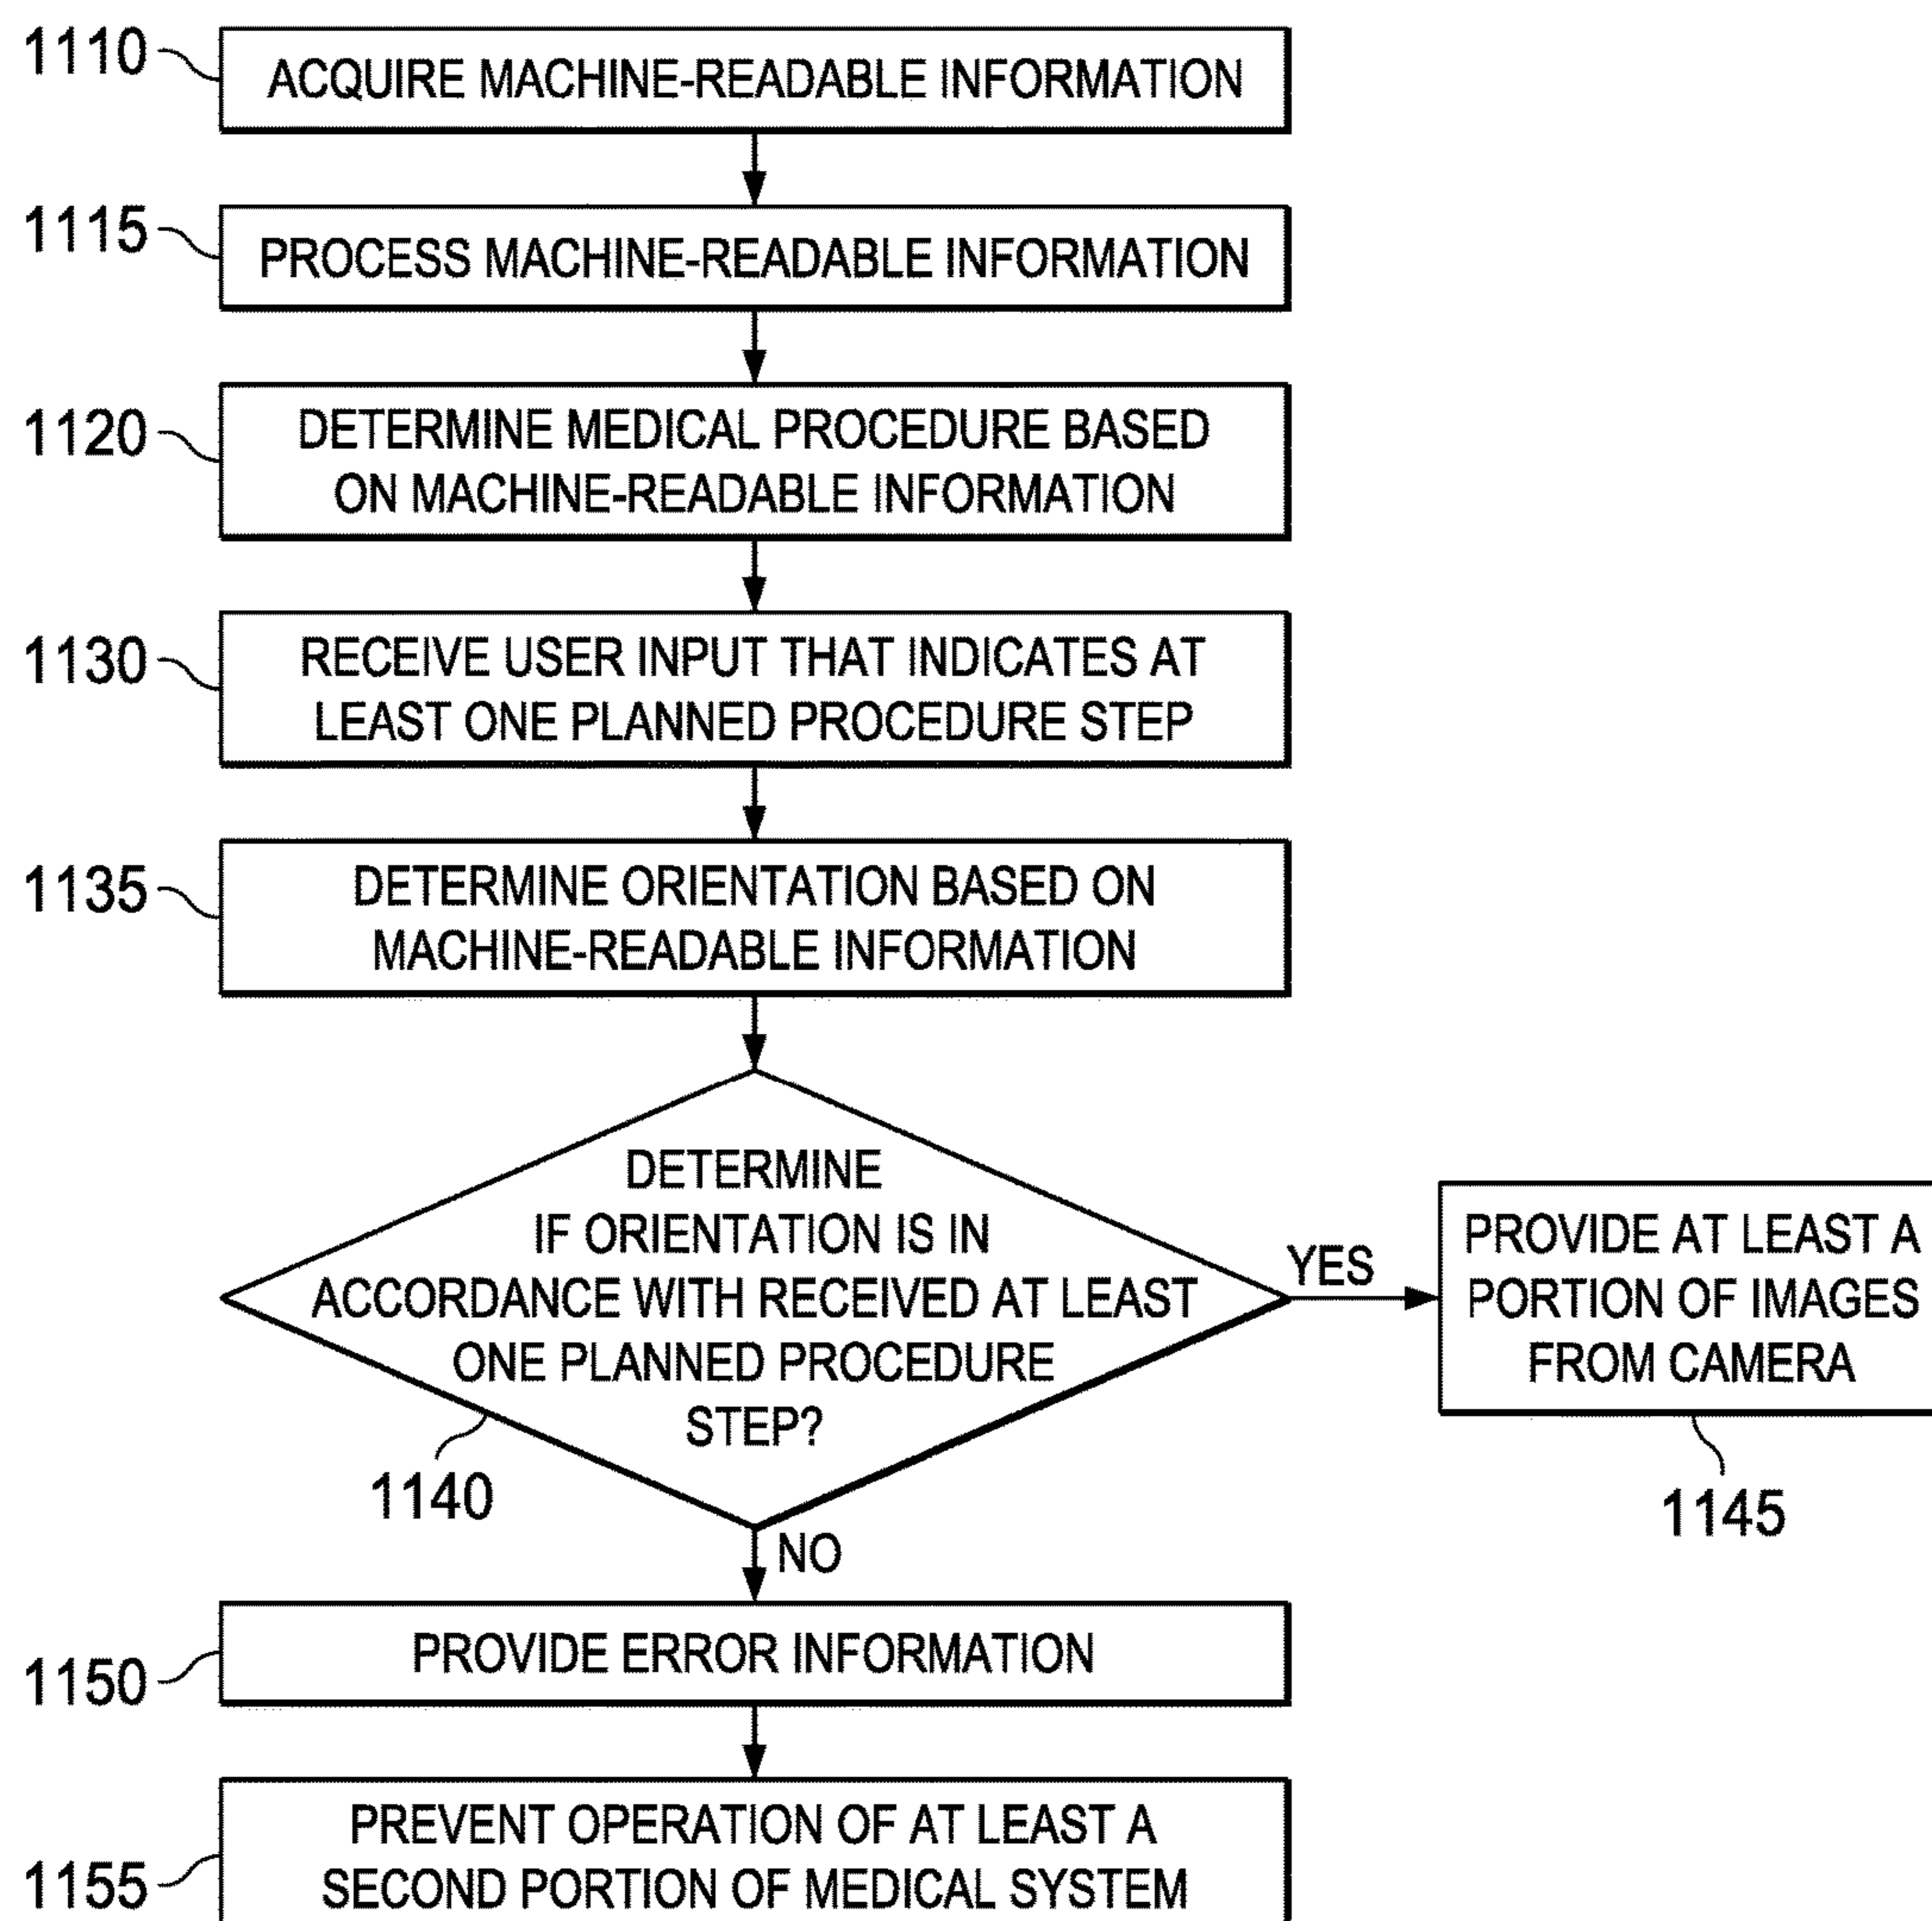 1110
ACQUIRE MACHINE-READABLE INFORMATION
1115
PROCESS MACHINE-READABLE INFORMATION
1120
DETERMINE MEDICAL PROCEDURE BASED
ON MACHINE-READABLE INFORMATION
1130
RECEIVE USER INPUT THAT INDICATES AT
LEAST ONE PLANNED PROCEDURE STEP
1135
DETERMINE ORIENTATION BASED ON
MACHINE-READABLE INFORMATION
DETERMINE
IF ORIENTATION IS IN
ACCORDANCE WITH RECEIVED AT LEAST
ONE PLANNED PROCEDURE
STEP?
1140
YES
PROVIDE AT LEAST A
PORTION OF IMAGES
FROM CAMERA
1145
NO
1150
PROVIDE ERROR INFORMATION
1155
PREVENT OPERATION OF AT LEAST A
SECOND PORTION OF MEDICAL SYSTEM